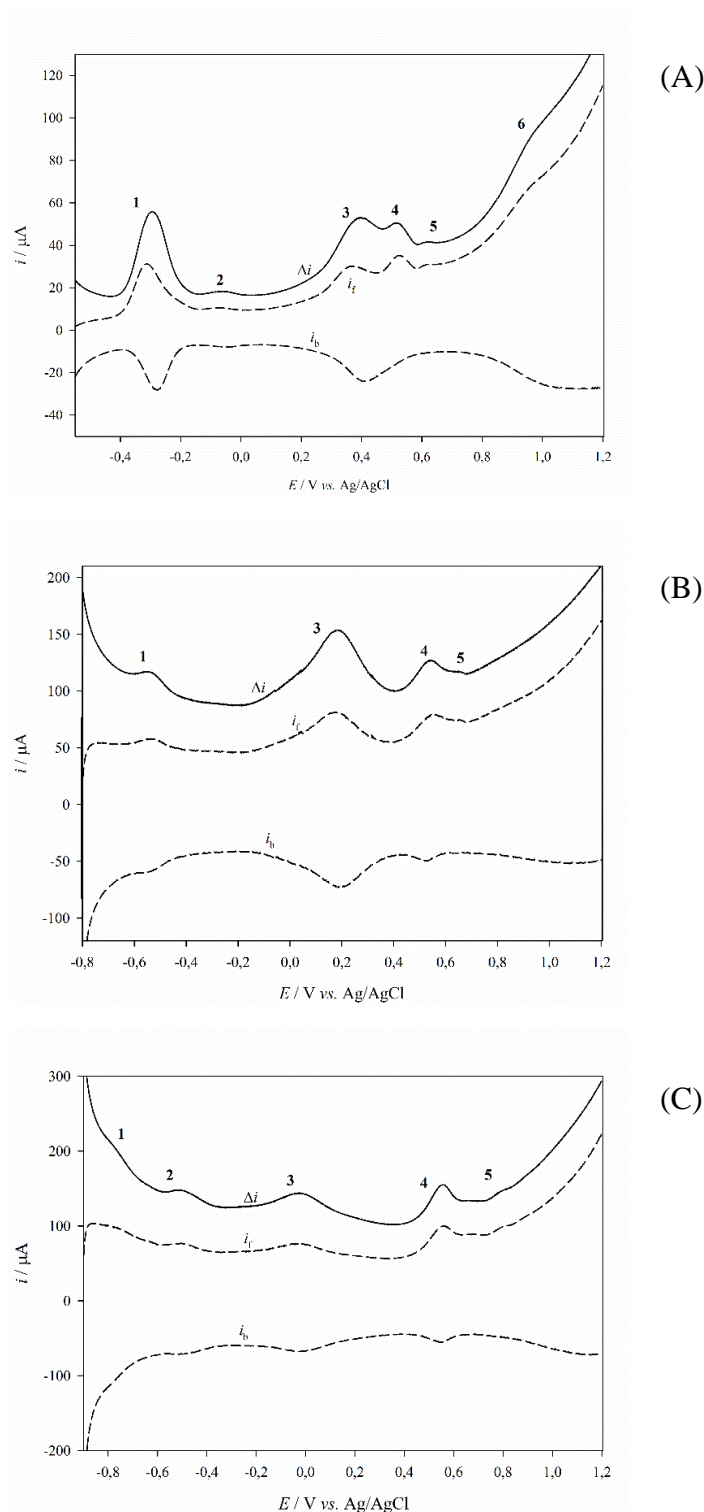 (A)
120
100
80
60
40
20
0
-20
-40
i / µA
1
2
3
4
5
6
Δi
i_f
i_b
-0,4 -0,2 0,0 0,2 0,4 0,6 0,8 1,0 1,2
E / V vs. Ag/AgCl
(B)
200
150
100
50
0
-50
-100
i / µA
1
3
4
5
Δi
i_f
i_b
-0,8 -0,6 -0,4 -0,2 0,0 0,2 0,4 0,6 0,8 1,0 1,2
E / V vs. Ag/AgCl
(C)
300
200
100
0
-100
-200
i / µA
1
2
3
4
5
Δi
i_f
i_b
-0,8 -0,6 -0,4 -0,2 0,0 0,2 0,4 0,6 0,8 1,0 1,2
E / V vs. Ag/AgCl